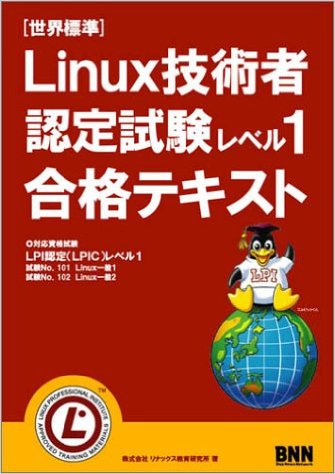 [世界標準]
Linux技術者
認定試験レベル1
合格テキスト
対応資格試験
LPI認定(LPIC)レベル1
試験No. 101 Linux一般1
試験No. 102 Linux一般2
LPI
LINUX PROFESSIONAL INSTITUTE
APPROVED TRAINING MATERIALS
TM
株式会社 リナックス教育研究所 著
BNN